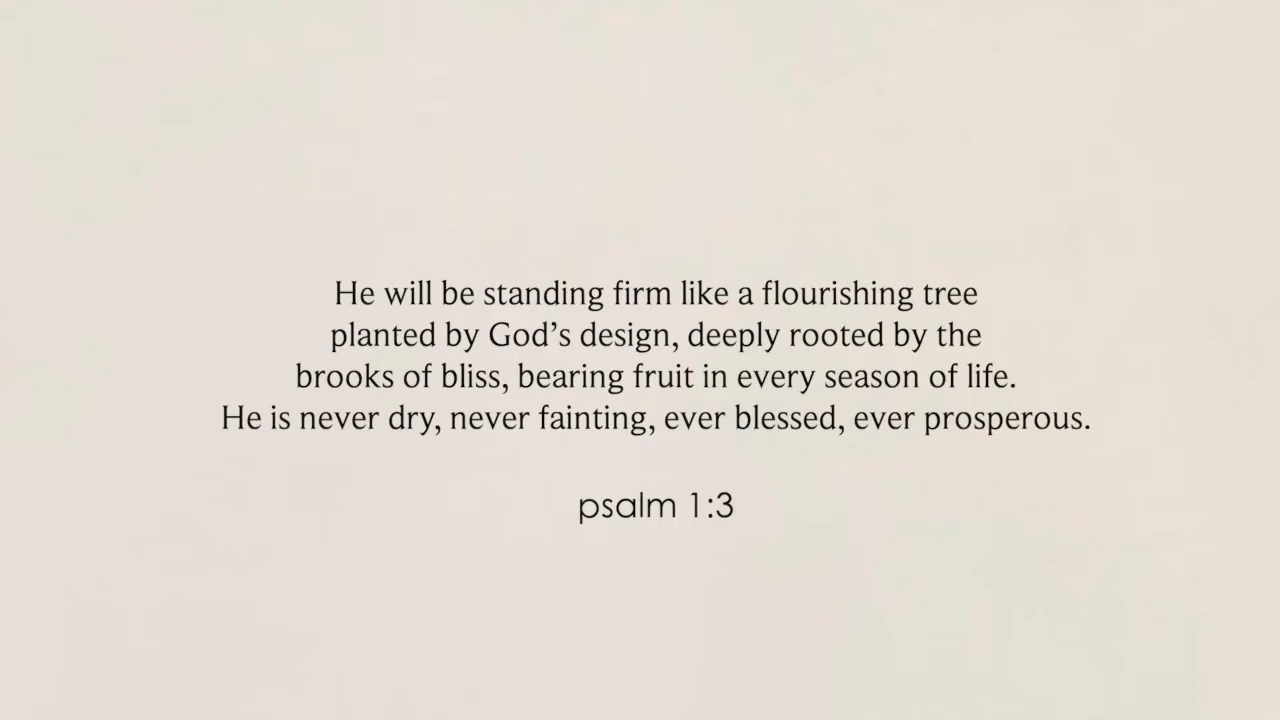 He will be standing firm like a flourishing tree
planted by God’s design, deeply rooted by the
brooks of bliss, bearing fruit in every season of life.
He is never dry, never fainting, ever blessed, ever prosperous.
psalm 1:3